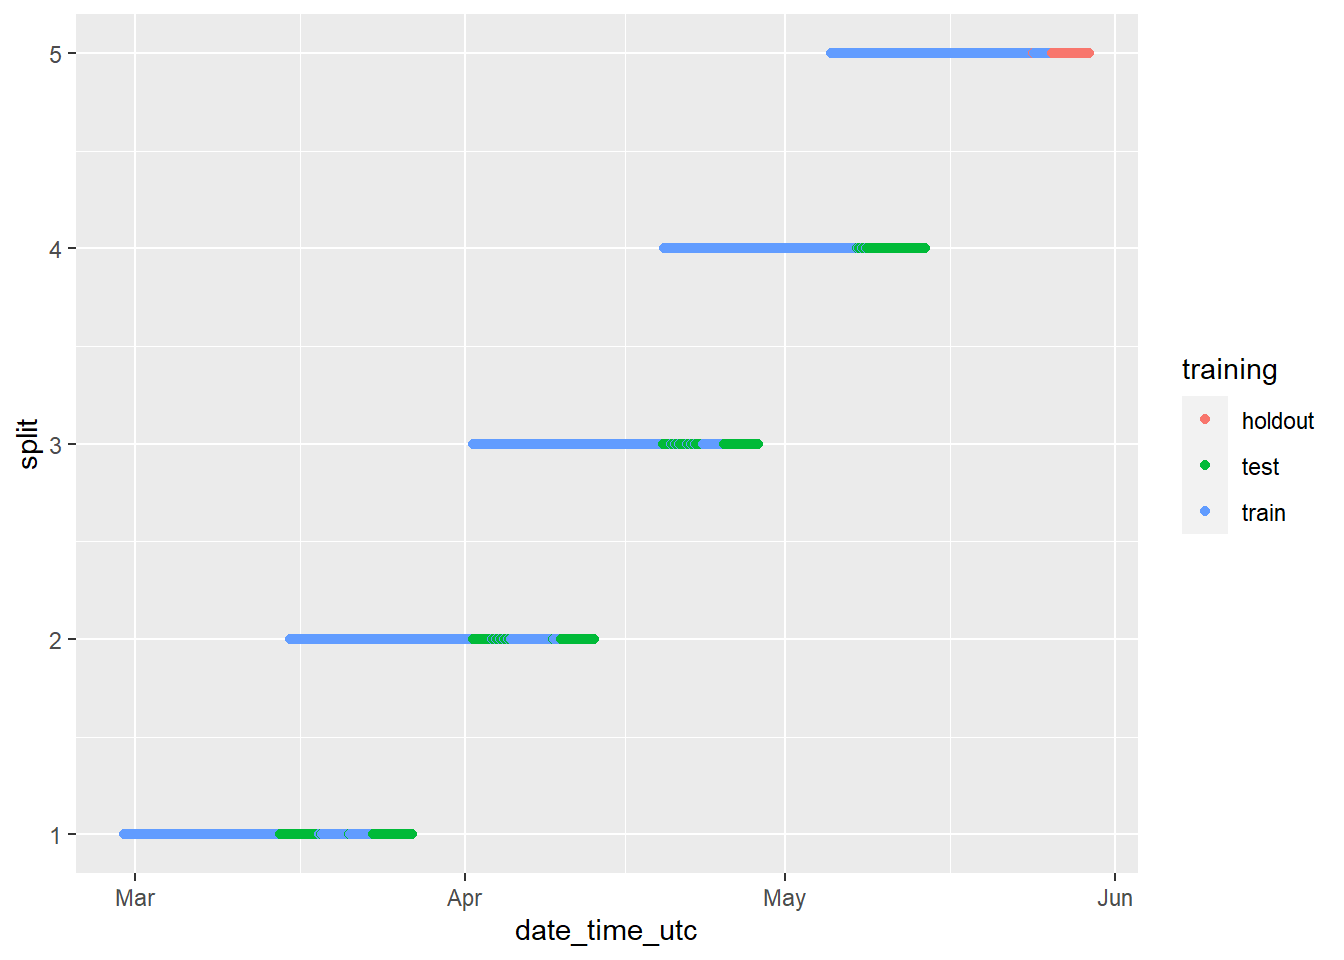 5
4
3
2
1
split
Mar Apr May Jun
date_time_utc
training
holdout
test
train